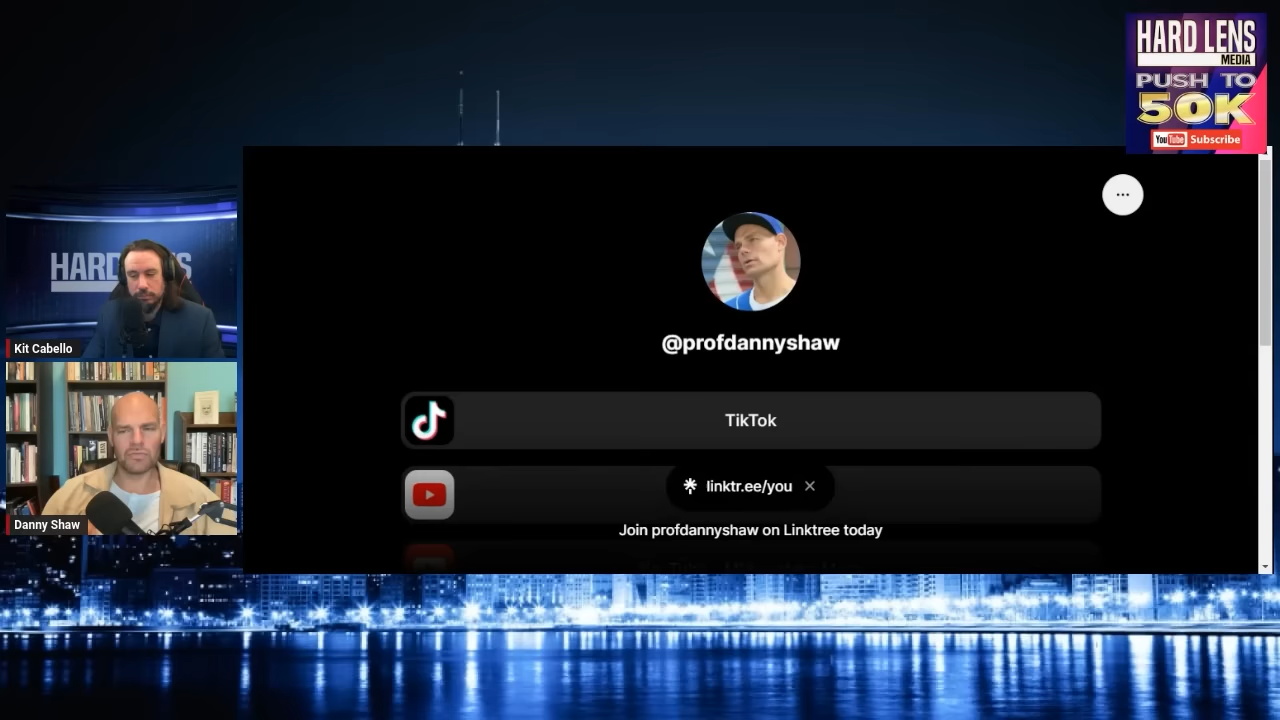 HARD LENS
MEDIA
PUSH TO
50K
YouTube Subscribe
HARD S
Kit Cabello
Danny Shaw
@profdannyshaw
TikTok
linktr.ee/you
Join profdannyshaw on Linktree today